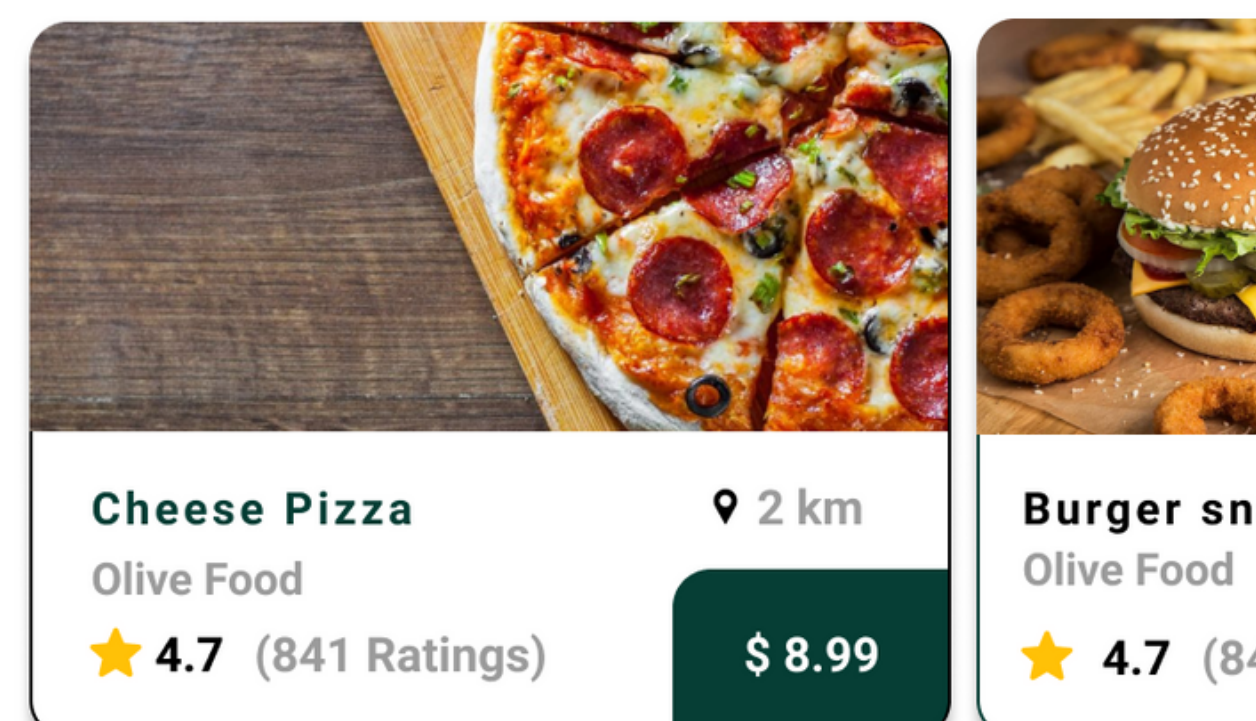 Cheese Pizza
2 km
Olive Food
4.7 (841 Ratings)
$ 8.99
Burger sn
Olive Food
4.7 (84